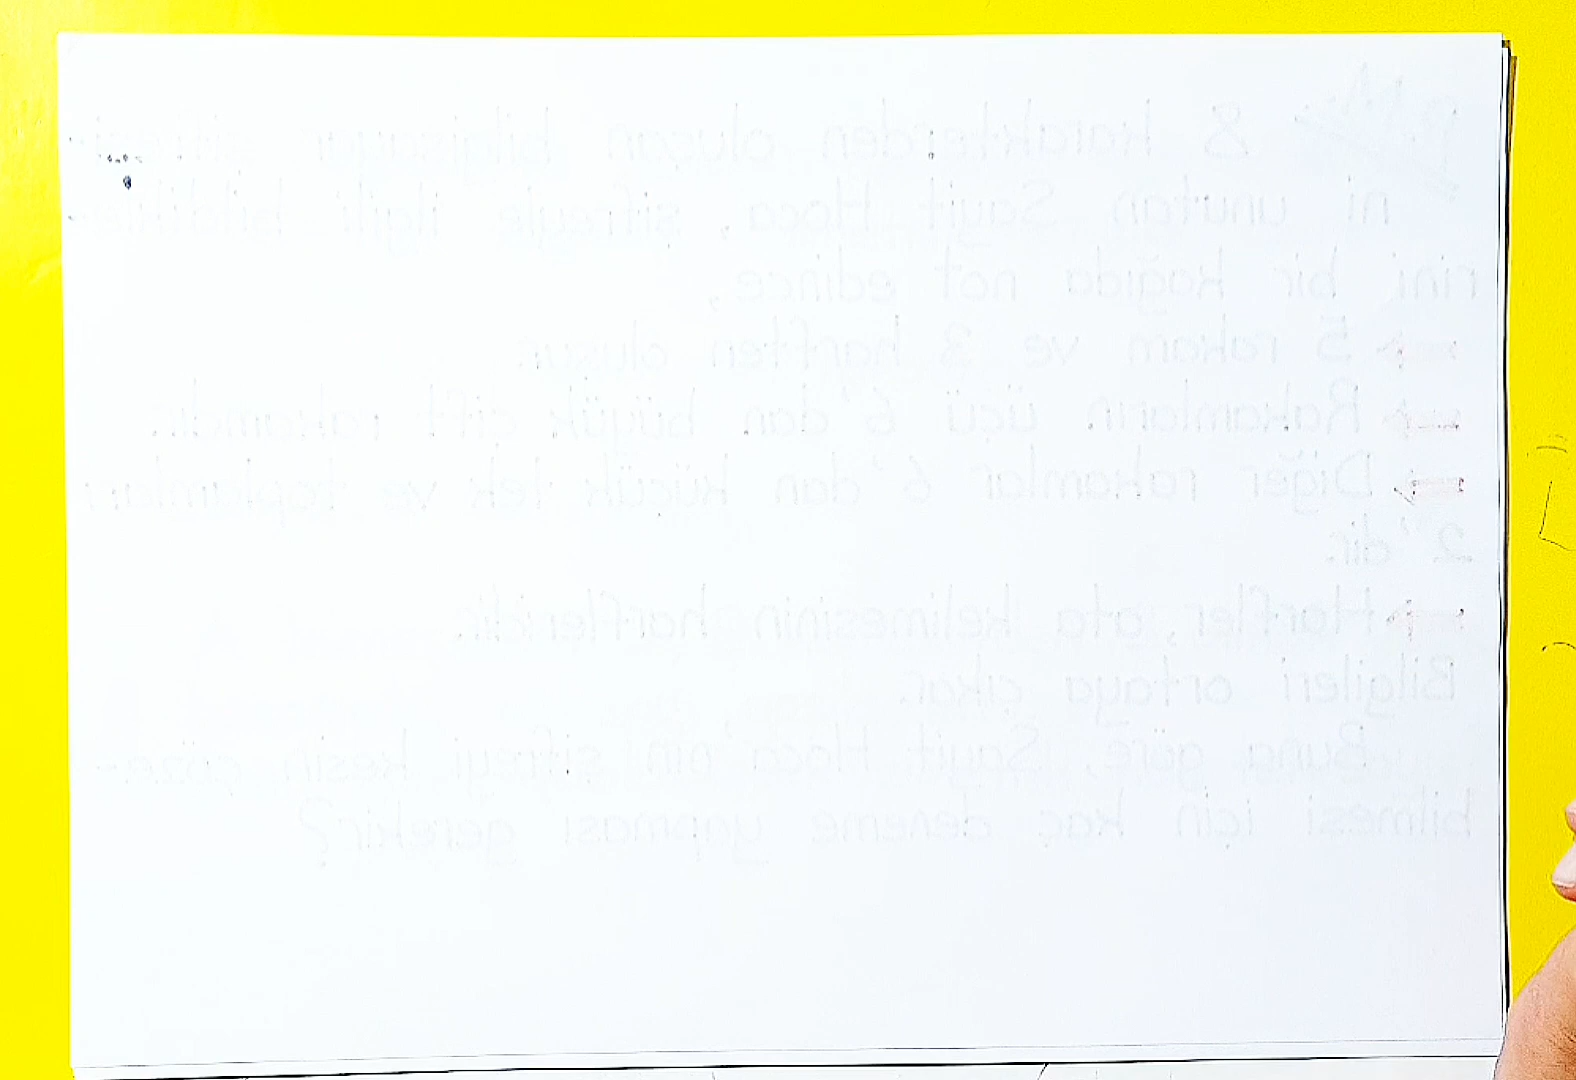 8 karakterden oluşan bilgisayar şifresi-
ni unutan Sayit Hoca, şifreyle ilgili
rini bir kağıda not edince,
→ 5 rakam ve 3 harften oluşur.
→ Rakamların üçü 6'dan büyük çift rakamdır.
→ Diğer rakamlar 6'dan küçük tek ve toplamları
2'dir.
→ Harfler, ata kelimesinin harfleridir.
Bilgileri ortaya çıkar.
Buna göre, Sayit Hoca'nın şifreyi kesin çöze-
bilmesi için kaç deneme yapması gerekir?